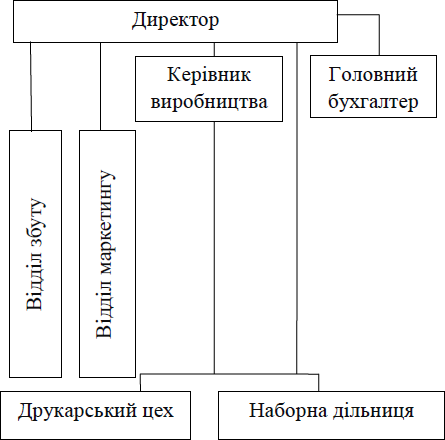 Директор
Керівник
виробництва
Головний
бухгалтер
Відділ збуту
Відділ маркетингу
Друкарський цех
Наборна дільниця